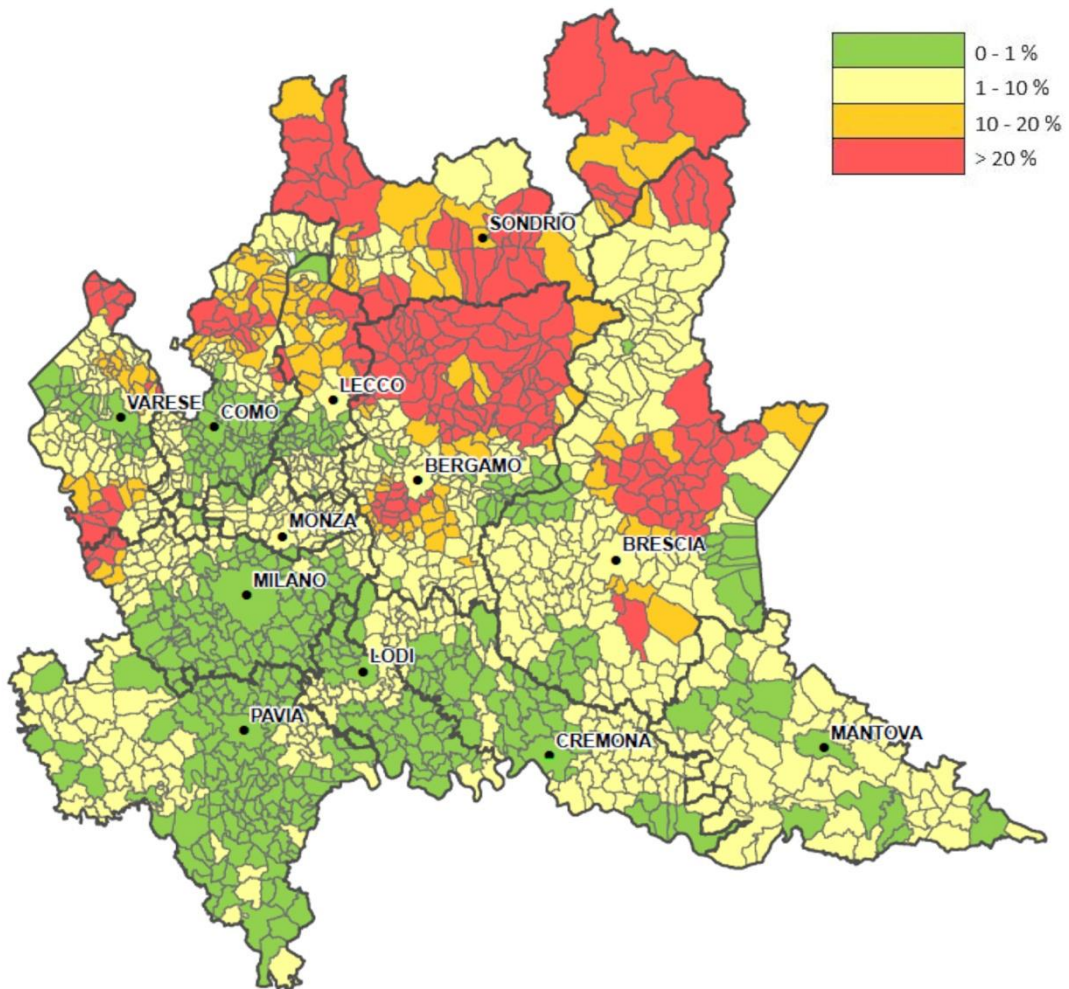 0 - 1 %
1 - 10 %
10 - 20 %
> 20 %
SONDRIO
LECCO
VARESE
COMO
BERGAMO
MONZA
BRESCIA
MILANO
LODI
PAVIA
CREMONA
MANTOVA